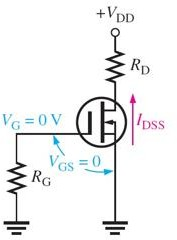 +V_DD
R_D
V_G = 0 V
I_DSS
V_GS = 0
R_G